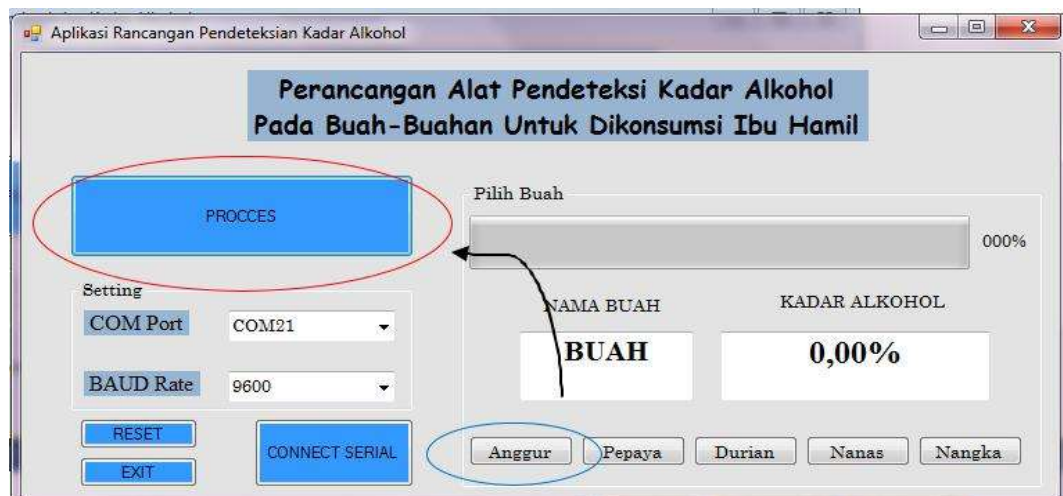 Aplikasi Rancangan Pendeteksian Kadar Alkohol
Perancangan Alat Pendeteksi Kadar Alkohol
Pada Buah-Buahan Untuk Dikonsumsi Ibu Hamil
PROCCES
Pilih Buah
000%
Setting
COM Port
COM21
BAUD Rate
9600
NAMA BUAH
KADAR ALKOHOL
BUAH
0,00%
RESET
EXIT
CONNECT SERIAL
Anggur
Pepaya
Durian
Nanas
Nangka